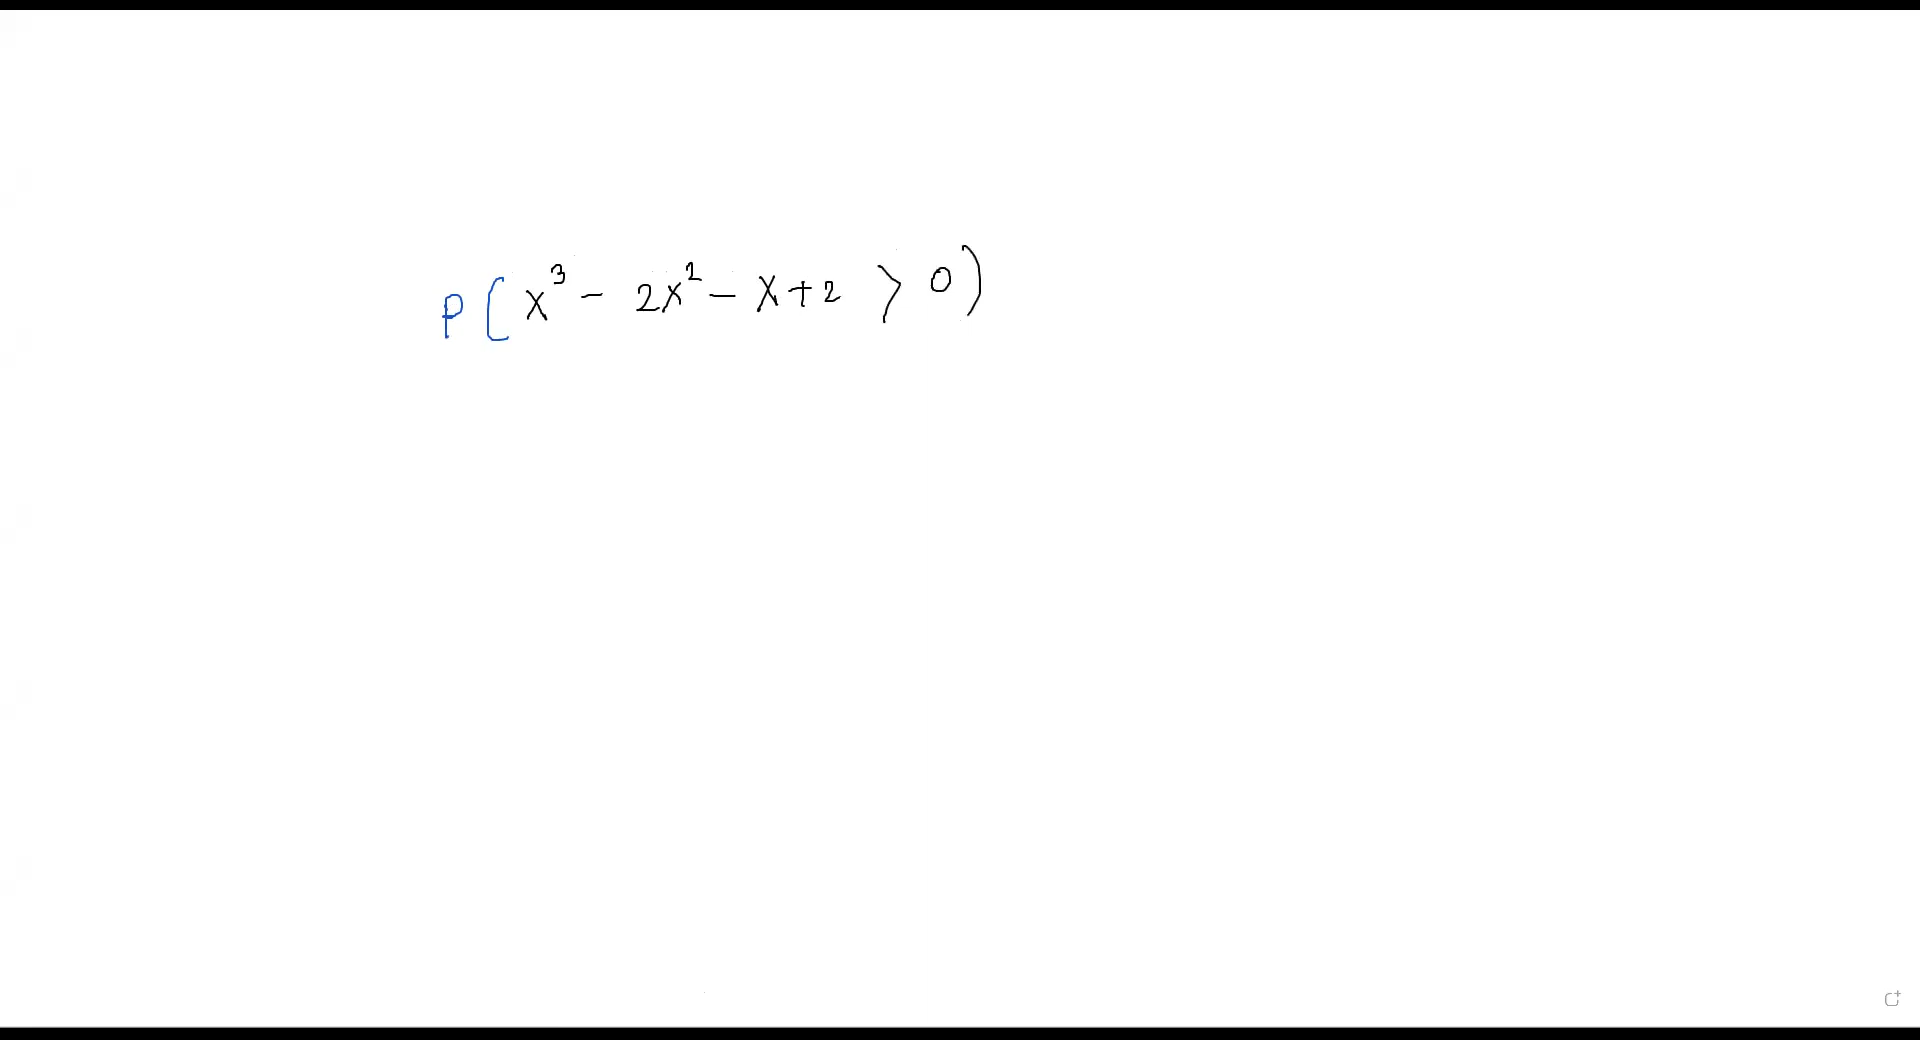 P(x³ - 2x² - x + 2 > 0)